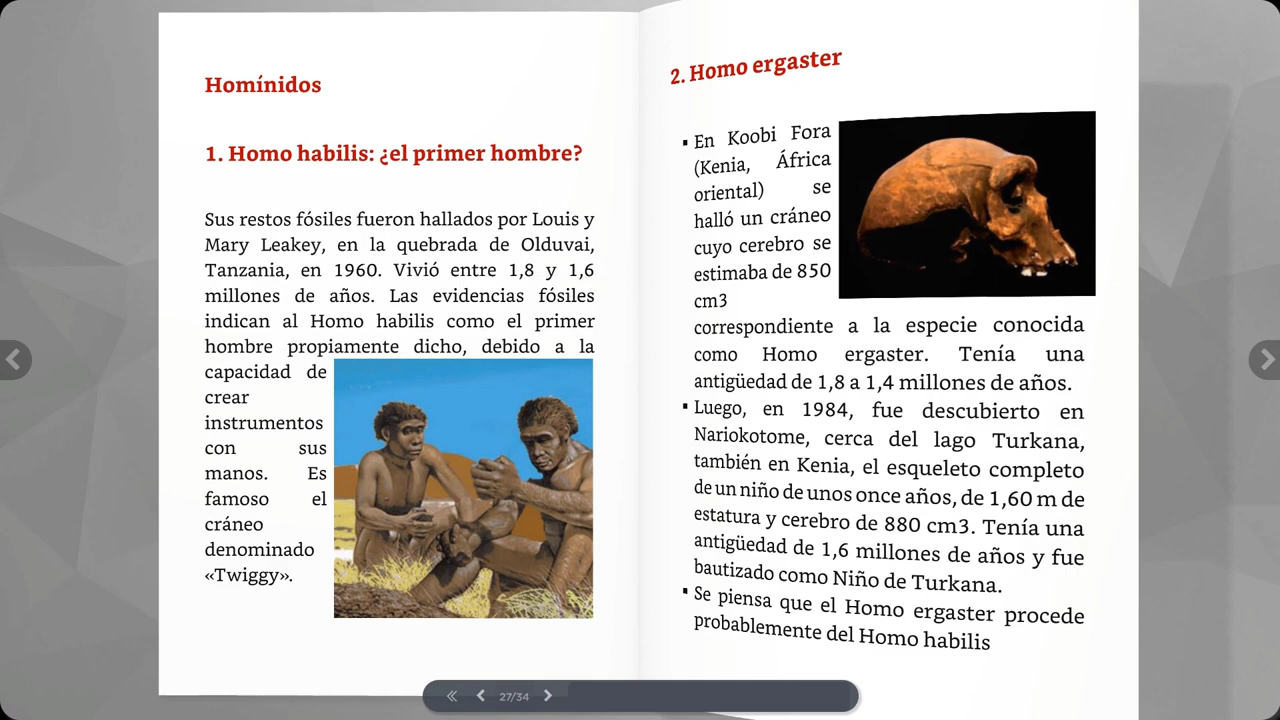 Homínidos
1. Homo habilis: ¿el primer hombre?
Sus restos fósiles fueron hallados por Louis y
Mary Leakey, en la quebrada de Olduvai,
Tanzania, en 1960. Vivió entre 1,8 y 1,6
millones de años. Las evidencias fósiles
indican al Homo habilis como el primer
hombre propiamente dicho, debido a la
capacidad de
crear
instrumentos
con sus
manos. Es
famoso el
cráneo
denominado
«Twiggy».
2. Homo ergaster
▪ En Koobi Fora
(Kenia, África
oriental) se
halló un cráneo
cuyo cerebro se
estimaba de 850
cm3
correspondiente a la especie conocida
como Homo ergaster. Tenía una
antigüedad de 1,8 a 1,4 millones de años.
▪ Luego, en 1984, fue descubierto en
Nariokotome, cerca del lago Turkana,
también en Kenia, el esqueleto completo
de un niño de unos once años, de 1,60 m de
estatura y cerebro de 880 cm3. Tenía una
antigüedad de 1,6 millones de años y fue
bautizado como Niño de Turkana.
▪ Se piensa que el Homo ergaster procede
probablemente del Homo habilis
27/34